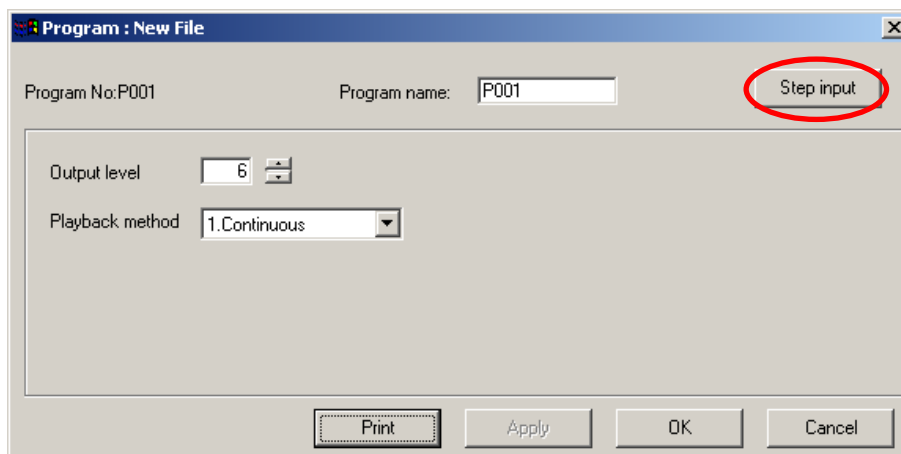 Program : New File
Program No:P001 Program name: P001 Step input
Output level 6
Playback method 1.Continuous
Print Apply OK Cancel